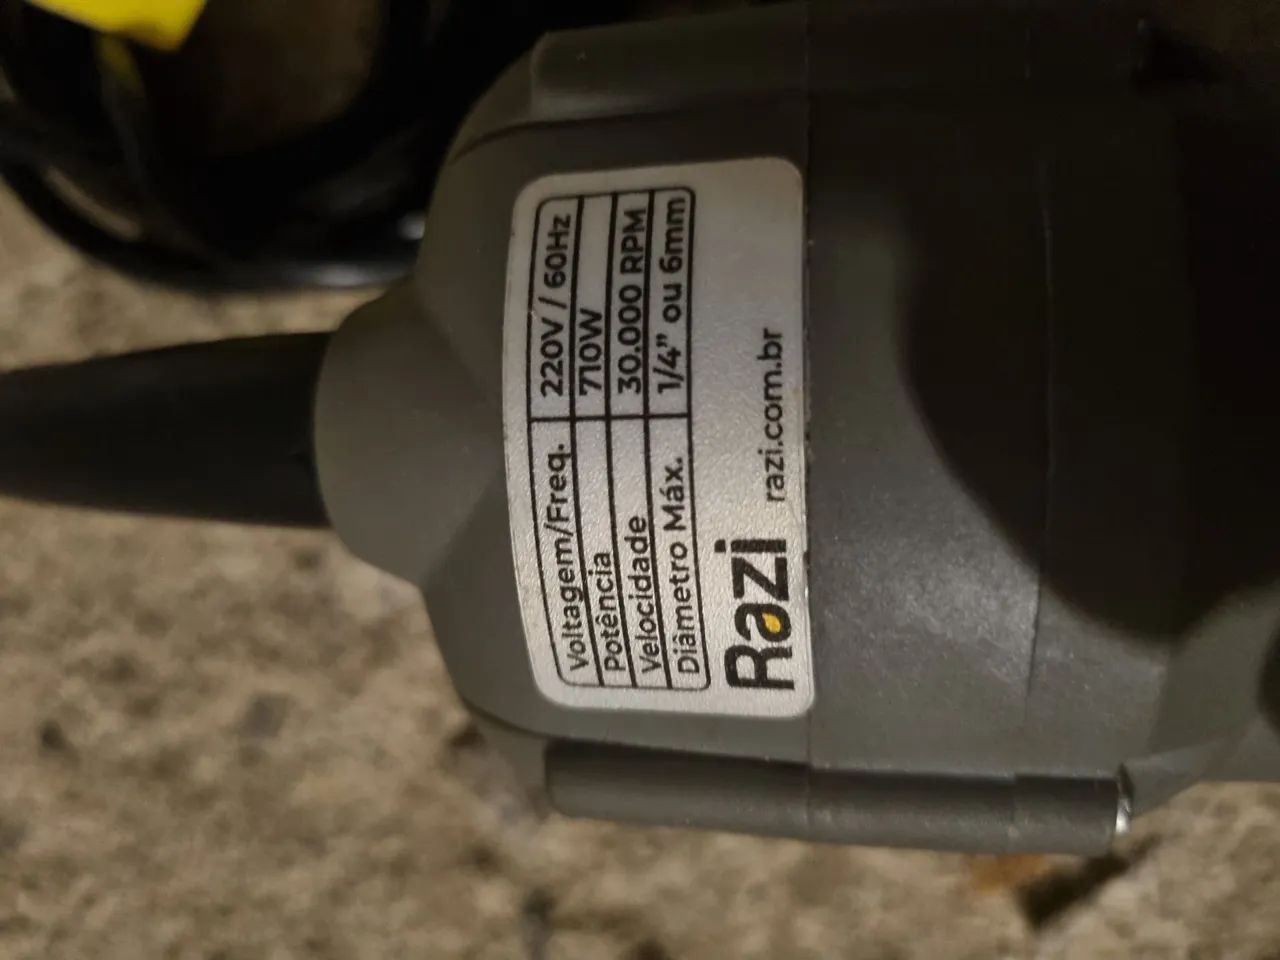 Voltagem/Freq. 220V / 60Hz
Potência 710W
Velocidade 30.000 RPM
Diâmetro Máx. 1/4” ou 6mm
Razi razi.com.br